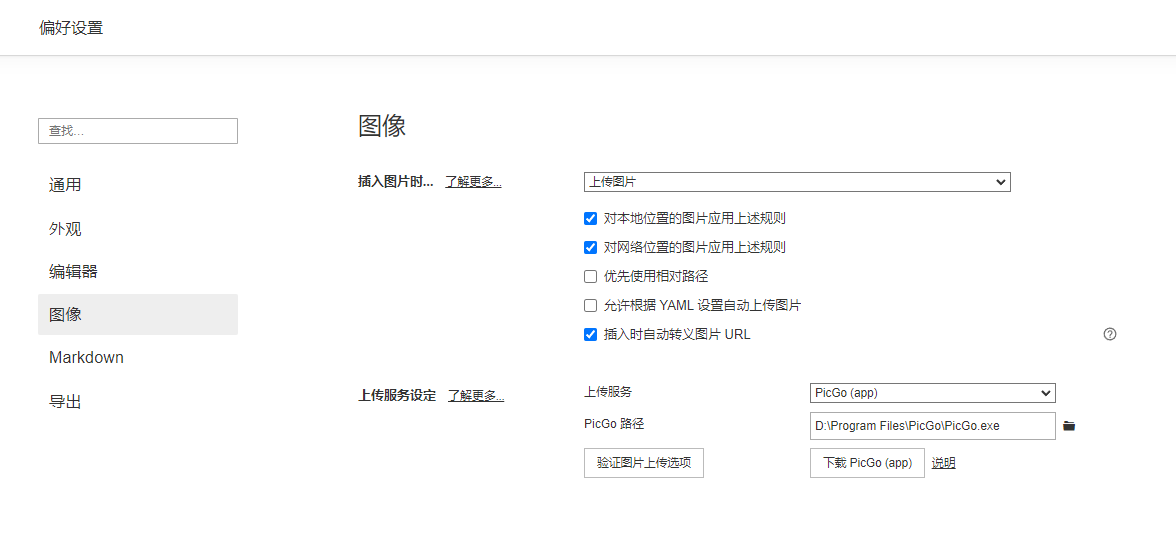 偏好设置
查找...
通用
外观
编辑器
图像
Markdown
导出
图像
插入图片时... 了解更多... 上传图片
对本地位置的图片应用上述规则
对网络位置的图片应用上述规则
优先使用相对路径
允许根据 YAML 设置自动上传图片
插入时自动转义图片 URL
上传服务设定 了解更多... 上传服务 PicGo (app)
PicGo 路径 D:\Program Files\PicGo\PicGo.exe
验证图片上传选项 下载 PicGo (app) 说明